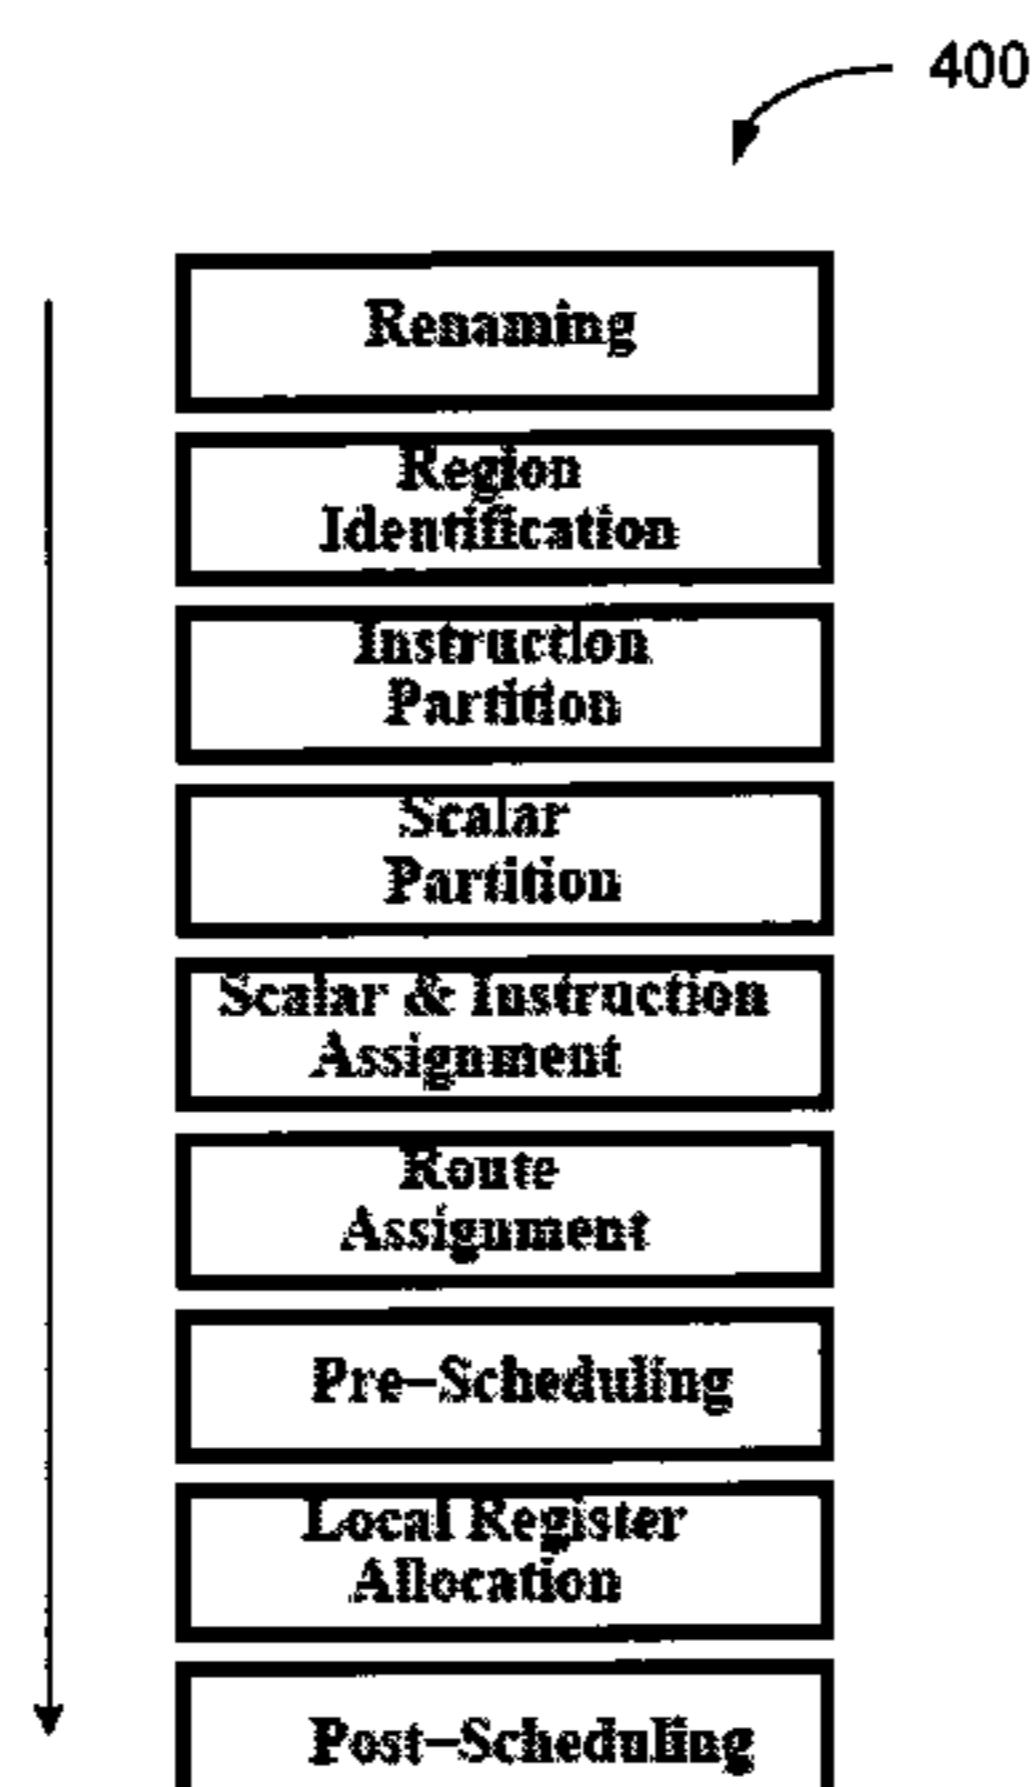 400
Renaming
Region
Identification
Instruction
Partition
Scalar
Partition
Scalar & Instruction
Assignment
Route
Assignment
Pre–Scheduling
Local Register
Allocation
Post–Scheduling